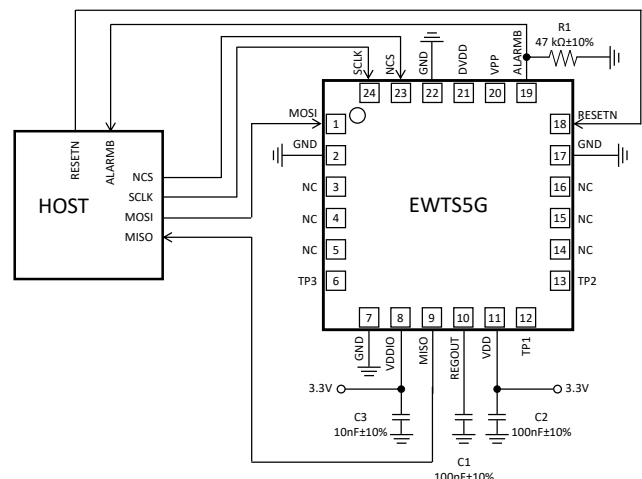 R1
47 kΩ±10%
SCLK
NCS
GND
DVDD
VPP
ALARMB
24
23
22
21
20
19
RESETN
ALARMB
HOST
NCS
SCLK
MOSI
MISO
MOSI
1
GND
2
NC
3
NC
4
NC
5
TP3
6
EWTS5G
18
RESETN
17
GND
16
NC
15
NC
14
NC
13
TP2
7
8
9
10
11
12
GND
VDDIO
MISO
REGOUT
VDD
TP1
3.3V
3.3V
C3
10nF±10%
C2
100nF±10%
C1
100nF±10%